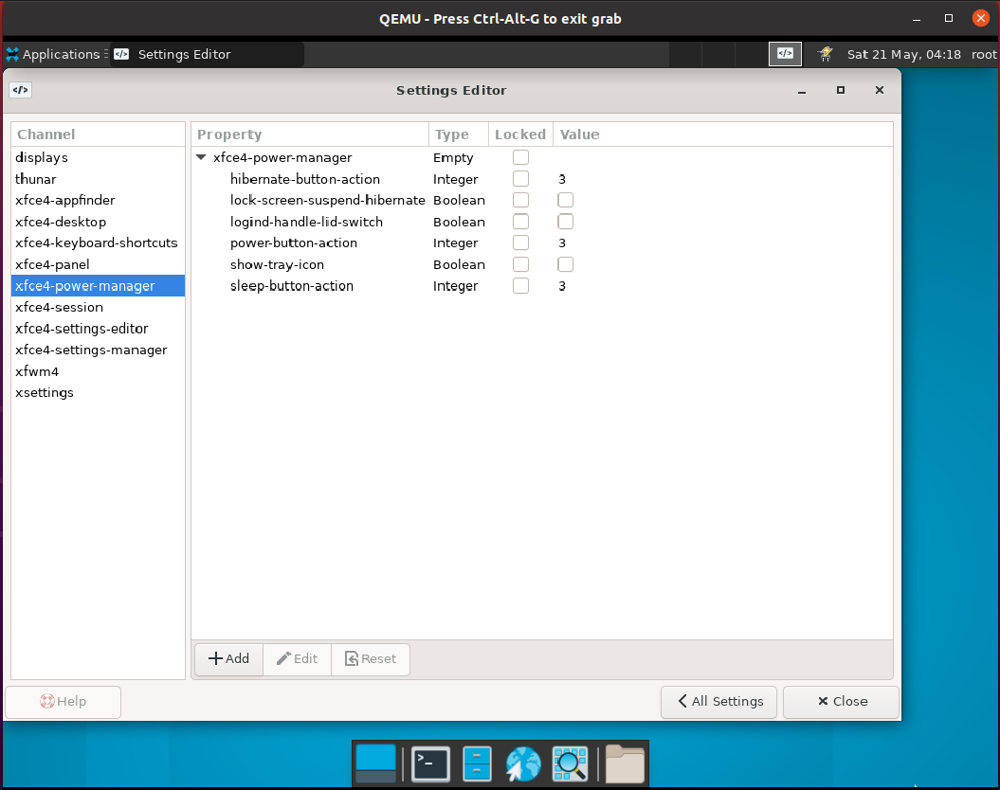 QEMU - Press Ctrl-Alt-G to exit grab
Applications Settings Editor Sat 21 May, 04:18 root
Settings Editor
Channel Property Type Locked Value
displays xfce4-power-manager Empty
thunar hibernate-button-action Integer 3
xfce4-appfinder lock-screen-suspend-hibernate Boolean
xfce4-desktop logind-handle-lid-switch Boolean
xfce4-keyboard-shortcuts power-button-action Integer 3
xfce4-panel show-tray-icon Boolean
xfce4-power-manager sleep-button-action Integer 3
xfce4-session
xfce4-settings-editor
xfce4-settings-manager
xfwm4
xsettings
Add Edit Reset
Help All Settings Close